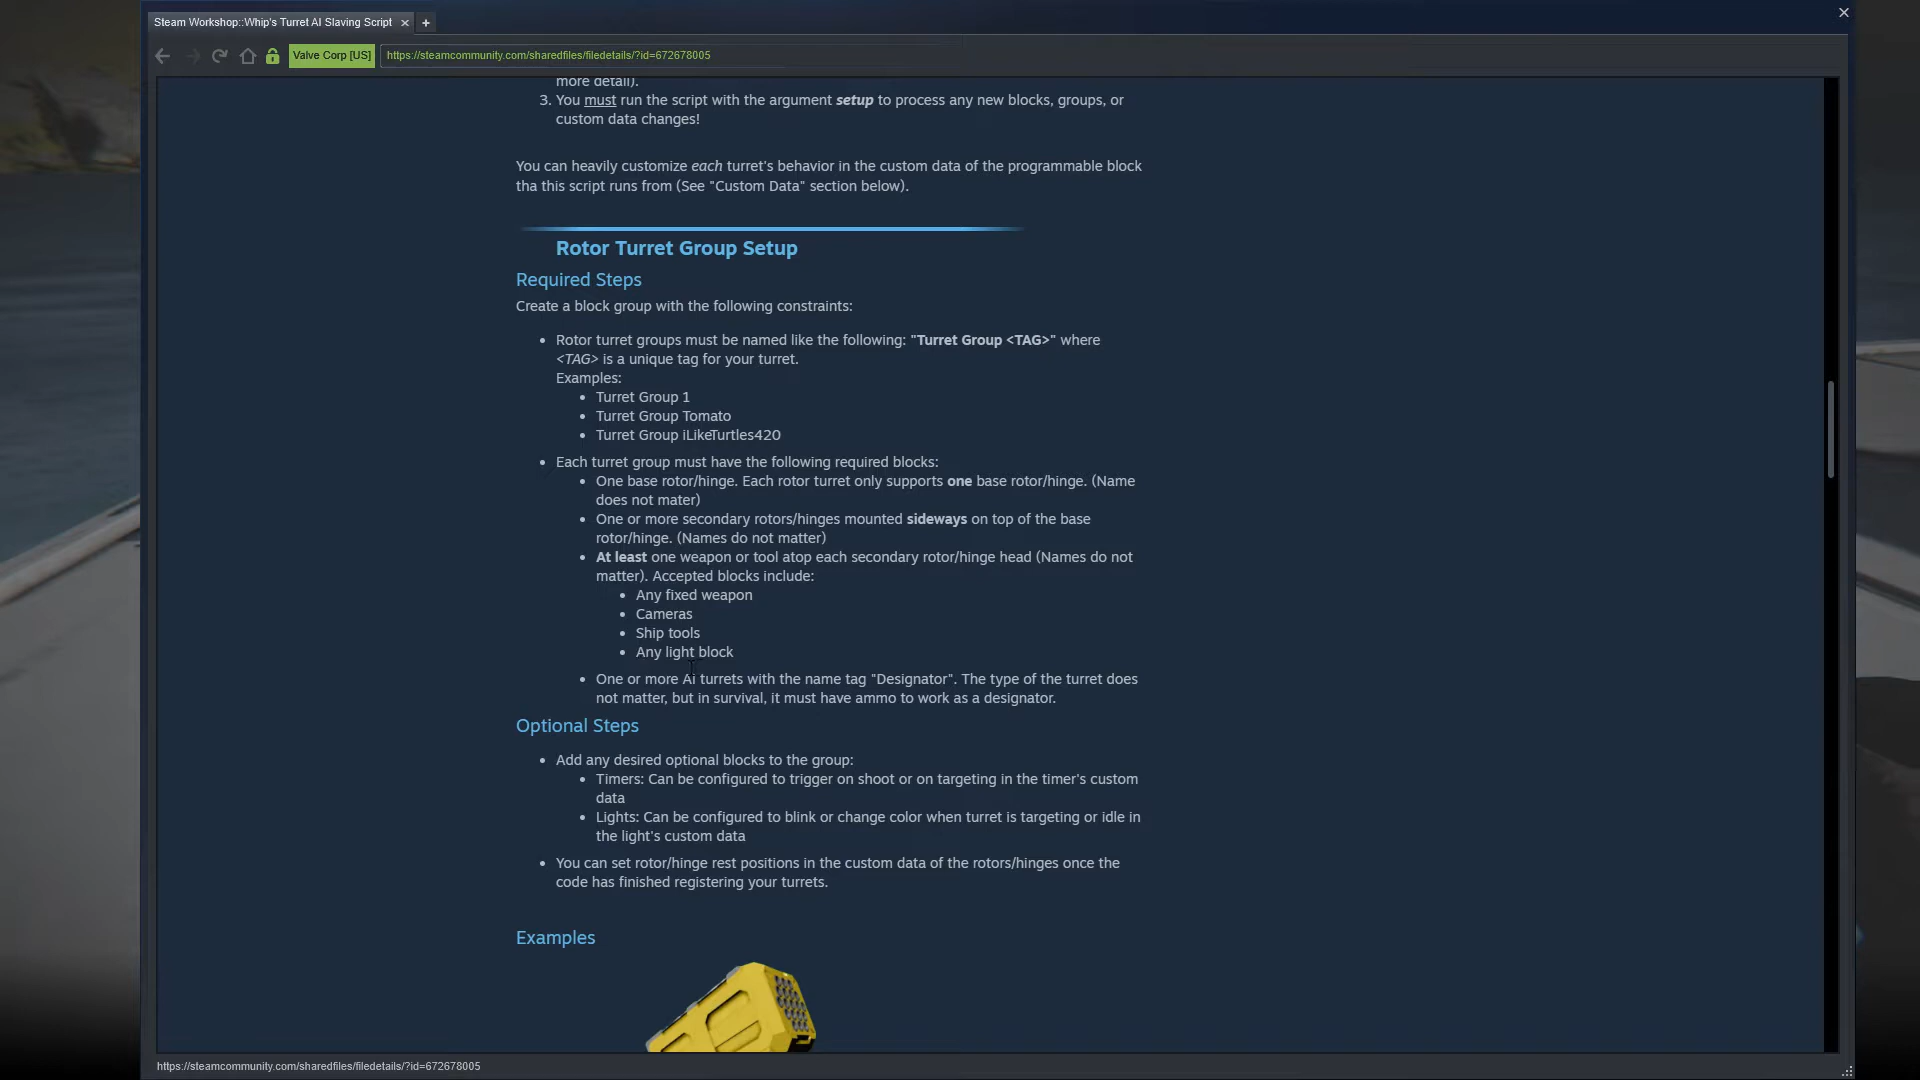 Steam Workshop::Whip's Turret AI Slaving Script
Valve Corp [US]
https://steamcommunity.com/sharedfiles/filedetails/?id=672678005
more detail).
3. You must run the script with the argument setup to process any new blocks, groups, or
custom data changes!
You can heavily customize each turret's behavior in the custom data of the programmable block
tha this script runs from (See "Custom Data" section below).
Rotor Turret Group Setup
Required Steps
Create a block group with the following constraints:
• Rotor turret groups must be named like the following: "Turret Group <TAG>" where
<TAG> is a unique tag for your turret.
Examples:
• Turret Group 1
• Turret Group Tomato
• Turret Group iLikeTurtles420
• Each turret group must have the following required blocks:
• One base rotor/hinge. Each rotor turret only supports one base rotor/hinge. (Name
does not mater)
• One or more secondary rotors/hinges mounted sideways on top of the base
rotor/hinge. (Names do not matter)
• At least one weapon or tool atop each secondary rotor/hinge head (Names do not
matter). Accepted blocks include:
• Any fixed weapon
• Cameras
• Ship tools
• Any light block
• One or more Ai turrets with the name tag "Designator". The type of the turret does
not matter, but in survival, it must have ammo to work as a designator.
Optional Steps
• Add any desired optional blocks to the group:
• Timers: Can be configured to trigger on shoot or on targeting in the timer's custom
data
• Lights: Can be configured to blink or change color when turret is targeting or idle in
the light's custom data
• You can set rotor/hinge rest positions in the custom data of the rotors/hinges once the
code has finished registering your turrets.
Examples
https://steamcommunity.com/sharedfiles/filedetails/?id=672678005